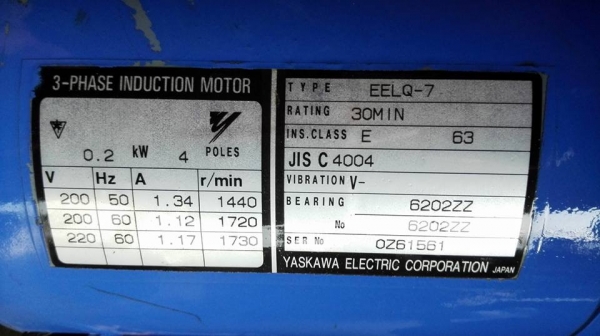 3-PHASE INDUCTION MOTOR
0.2 kW 4 POLES
V Hz A r/min
200 50 1.34 1440
200 60 1.12 1720
220 60 1.17 1730
TYPE EELQ-7
RATING 30MIN
INS.CLASS E 63
JIS C 4004
VIBRATION V-
BEARING 6202ZZ
No 6202ZZ
SER No 0Z61561
YASKAWA ELECTRIC CORPORATION JAPAN